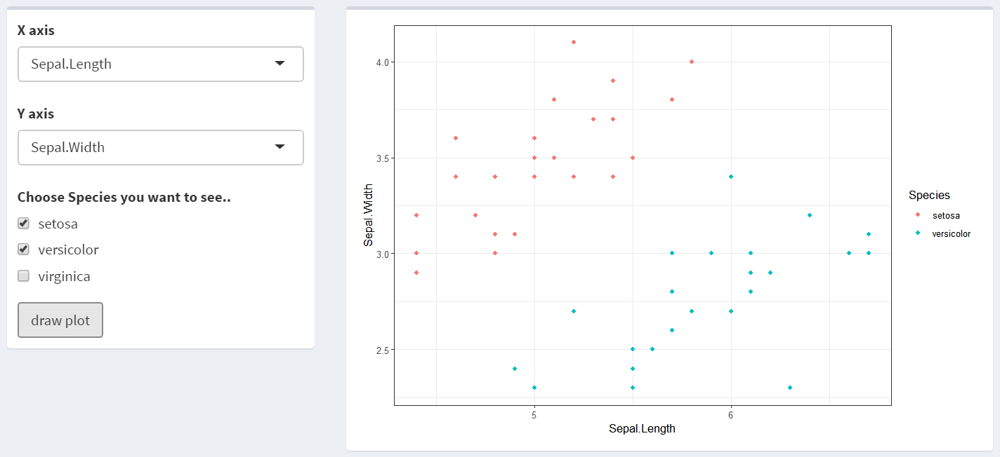 X axis
Sepal.Length
Y axis
Sepal.Width
Choose Species you want to see..
setosa
versicolor
virginica
draw plot
4.0
3.5
3.0
2.5
Sepal.Width
5
6
Sepal.Length
Species
setosa
versicolor